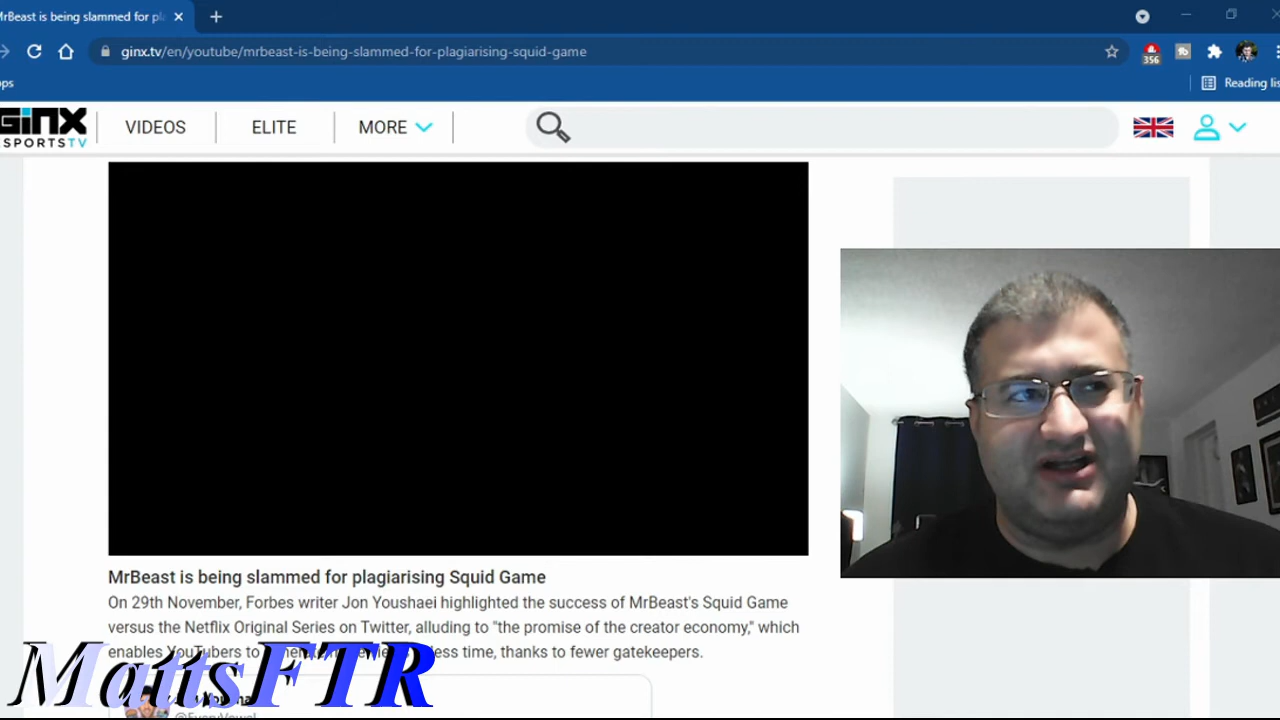 MrBeast is being slammed for pl
ginx.tv/en/youtube/mrbeast-is-being-slammed-for-plagiarising-squid-game
356
Reading lis
GINX
ESPORTS TV
VIDEOS
ELITE
MORE
MrBeast is being slammed for plagiarising Squid Game
On 29th November, Forbes writer Jon Youshaei highlighted the success of MrBeast's Squid Game
versus the Netflix Original Series on Twitter, alluding to "the promise of the creator economy," which
enables YouTubers to less time, thanks to fewer gatekeepers.
MattsFTR
@EveryVowel